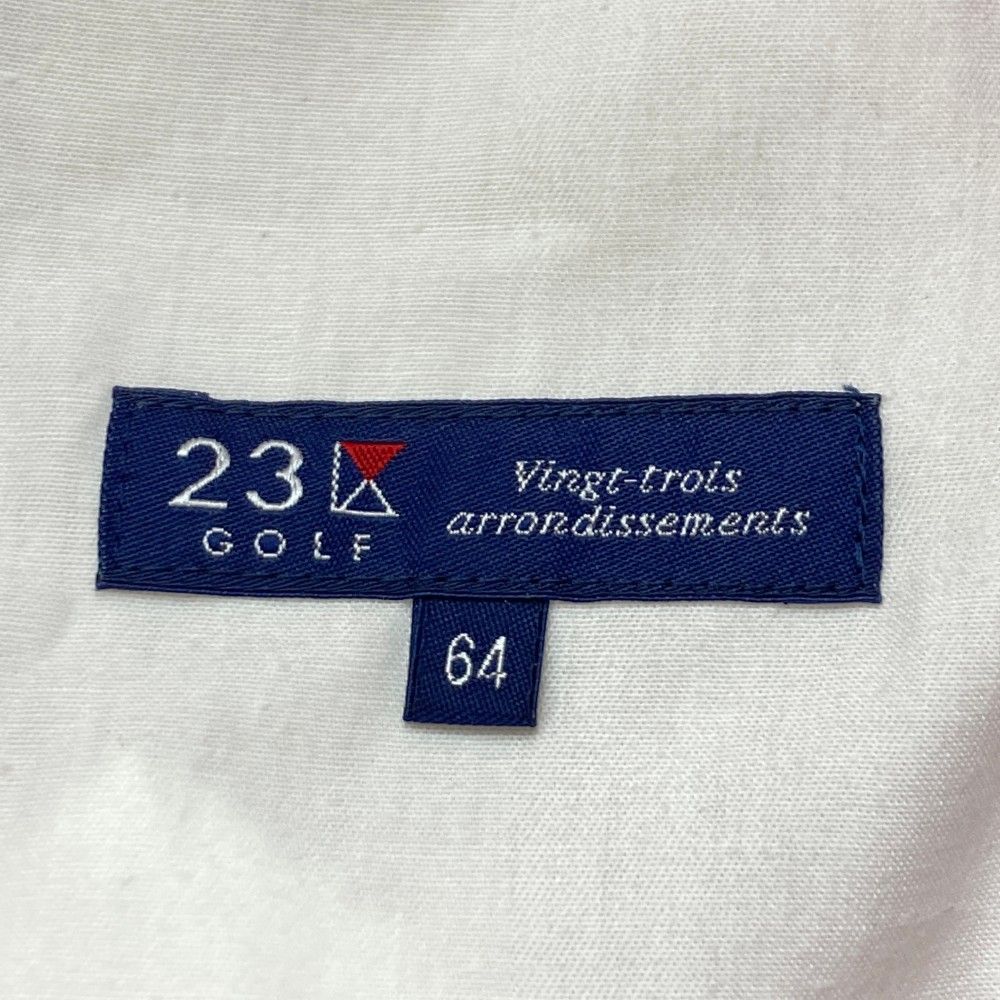 23
GOLF
Vingt-trois
arrondissements
64